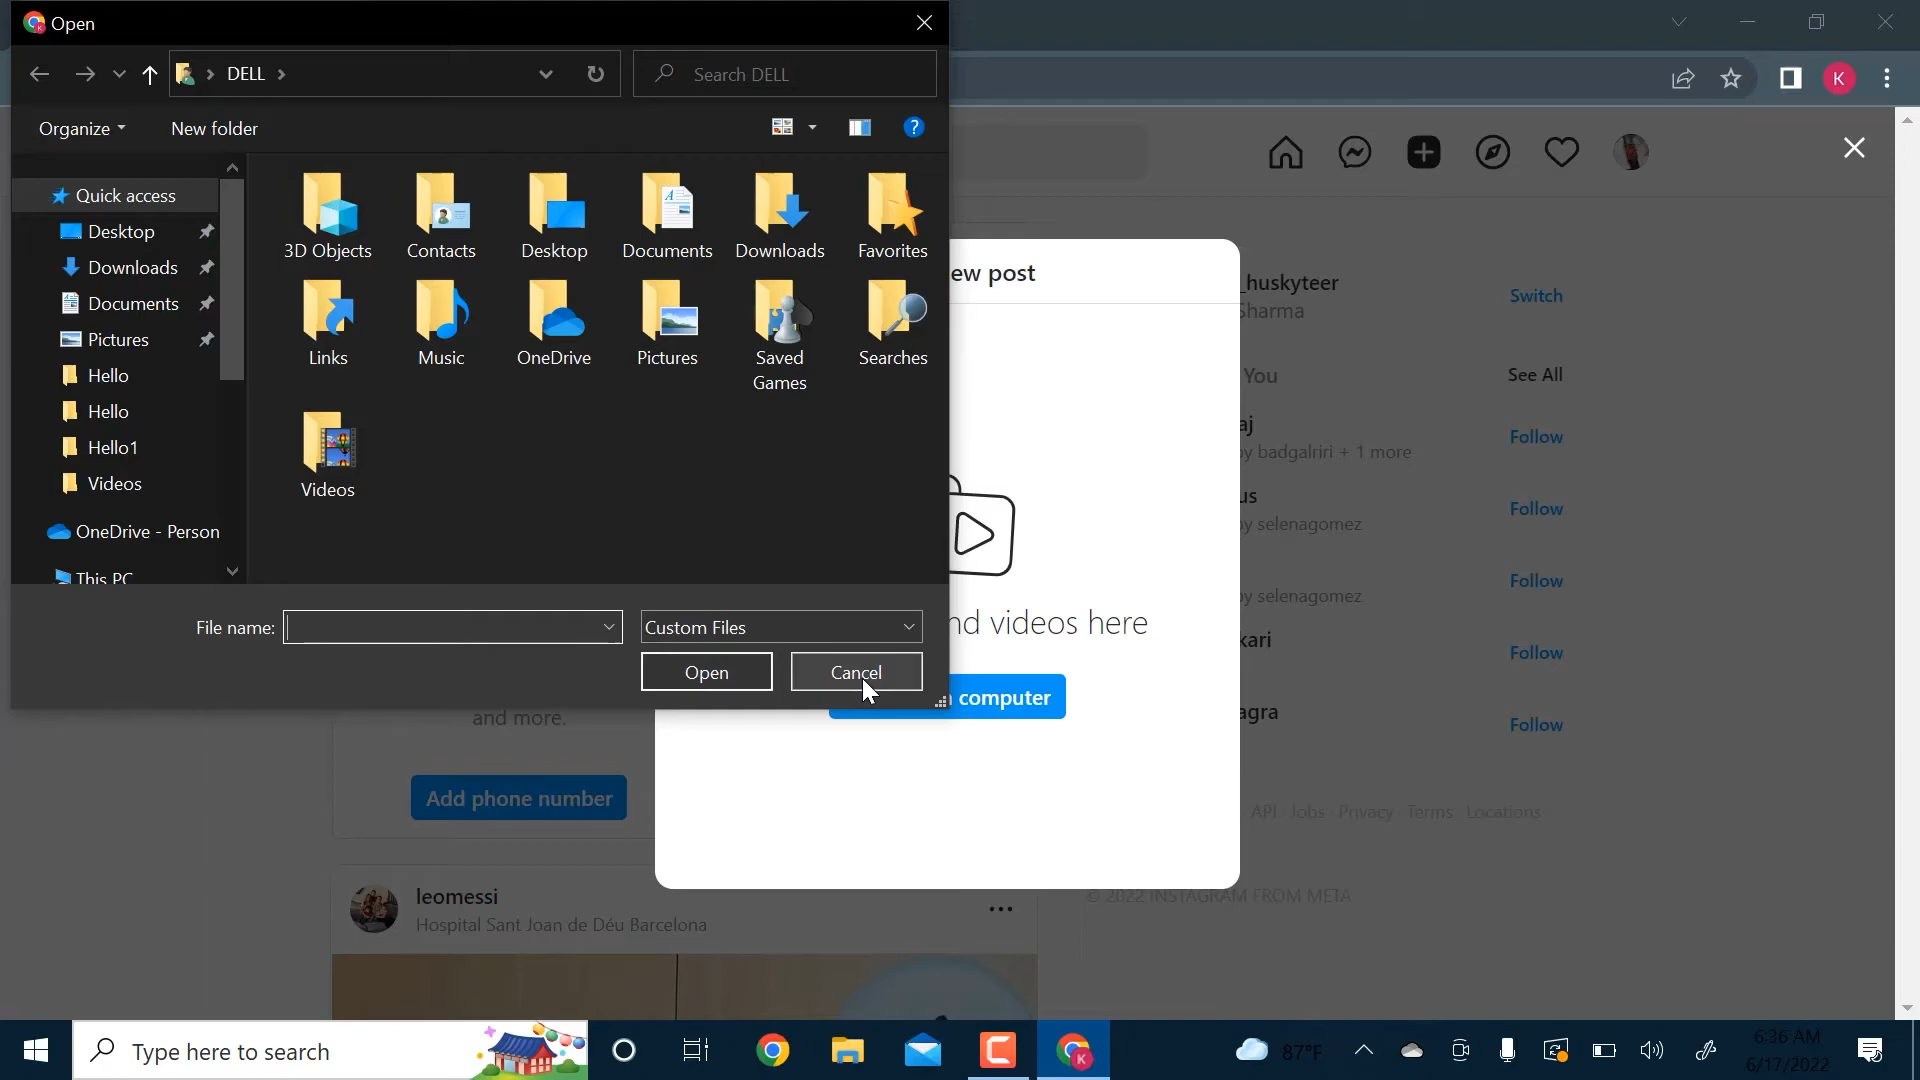 Open
DELL
Search DELL
K
Organize
New folder
?
Quick access
Desktop
Downloads
Documents
Pictures
Hello
Hello
Hello1
Videos
OneDrive - Person
This PC
3D Objects
Contacts
Desktop
Documents
Downloads
Favorites
Links
Music
OneDrive
Pictures
Saved
Games
Searches
Videos
File name:
Custom Files
Open
Cancel
ew post
nd videos here
computer
_huskyteer
Sharma
Switch
You
See All
aj
by badgalriri + 1 more
Follow
us
by selenagomez
Follow
by selenagomez
Follow
kari
Follow
agra
Follow
API · Jobs · Privacy · Terms · Locations
© 2022 INSTAGRAM FROM META
and more.
Add phone number
leomessi
Hospital Sant Joan de Déu Barcelona
Type here to search
K
87°F
6:36 AM
6/17/2022